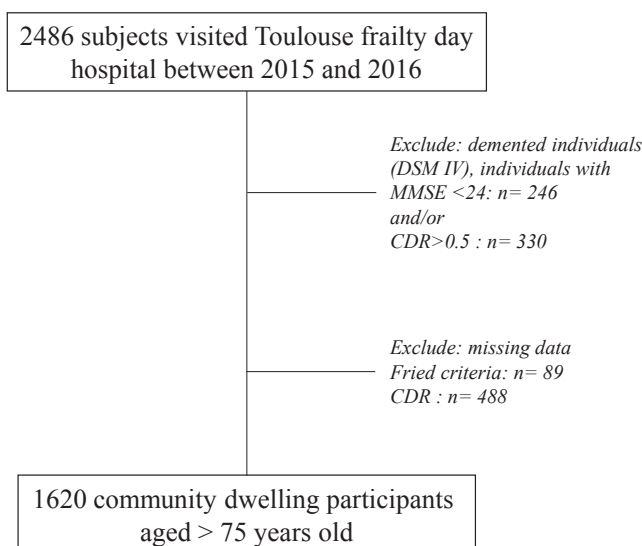 2486 subjects visited Toulouse frailty day
hospital between 2015 and 2016
Exclude: demented individuals
(DSM IV), individuals with
MMSE <24: n= 246
and/or
CDR>0.5 : n= 330
Exclude: missing data
Fried criteria: n= 89
CDR : n= 488
1620 community dwelling participants
aged > 75 years old